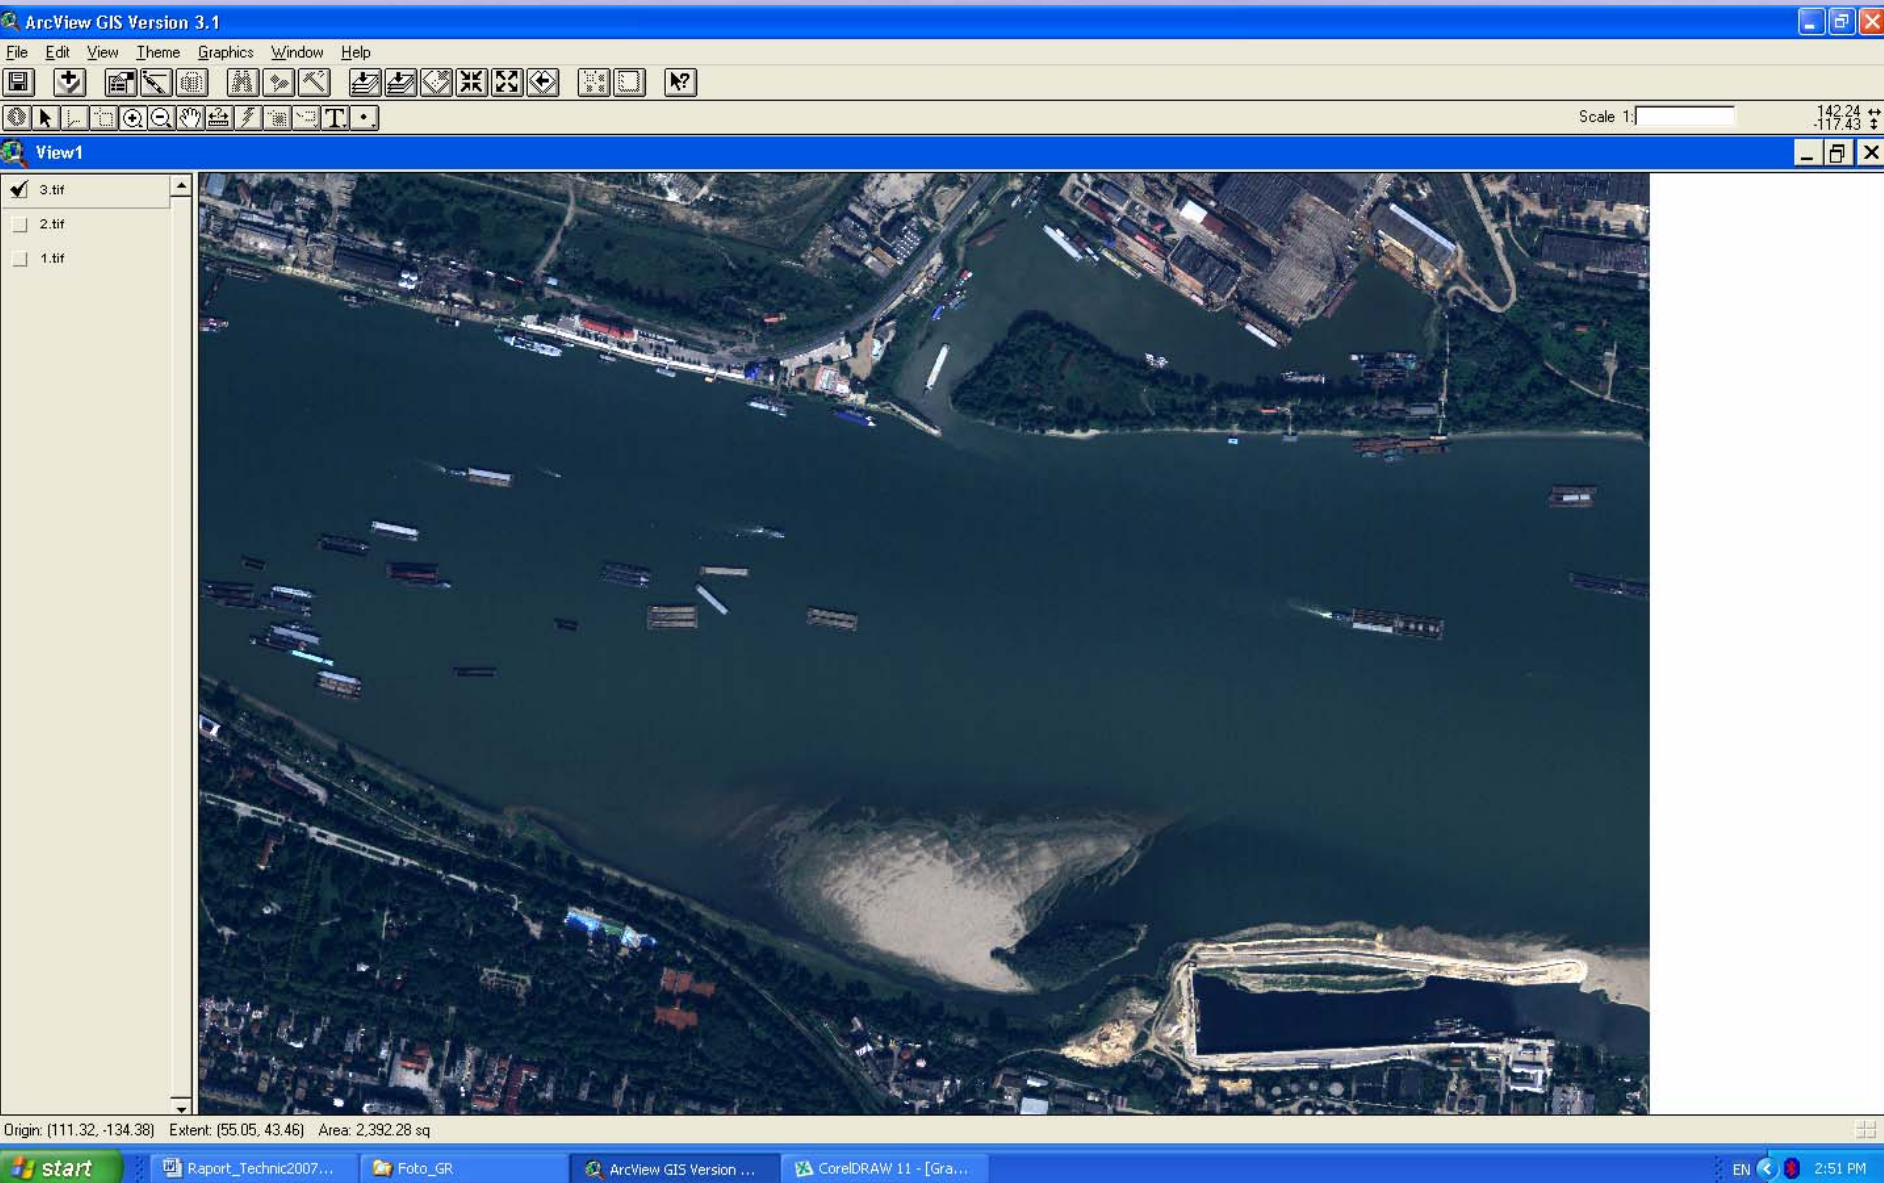 ArcView GIS Version 3.1
File Edit View Theme Graphics Window Help
Scale 1:
142.24
-117.43
View1
3.tif
2.tif
1.tif
Origin: (111.32, -134.38) Extent: (55.05, 43.46) Area: 2,392.28 sq
start Raport_Technic2007... Foto_GR ArcView GIS Version ... CorelDRAW 11 - [Gra... EN 2:51 PM